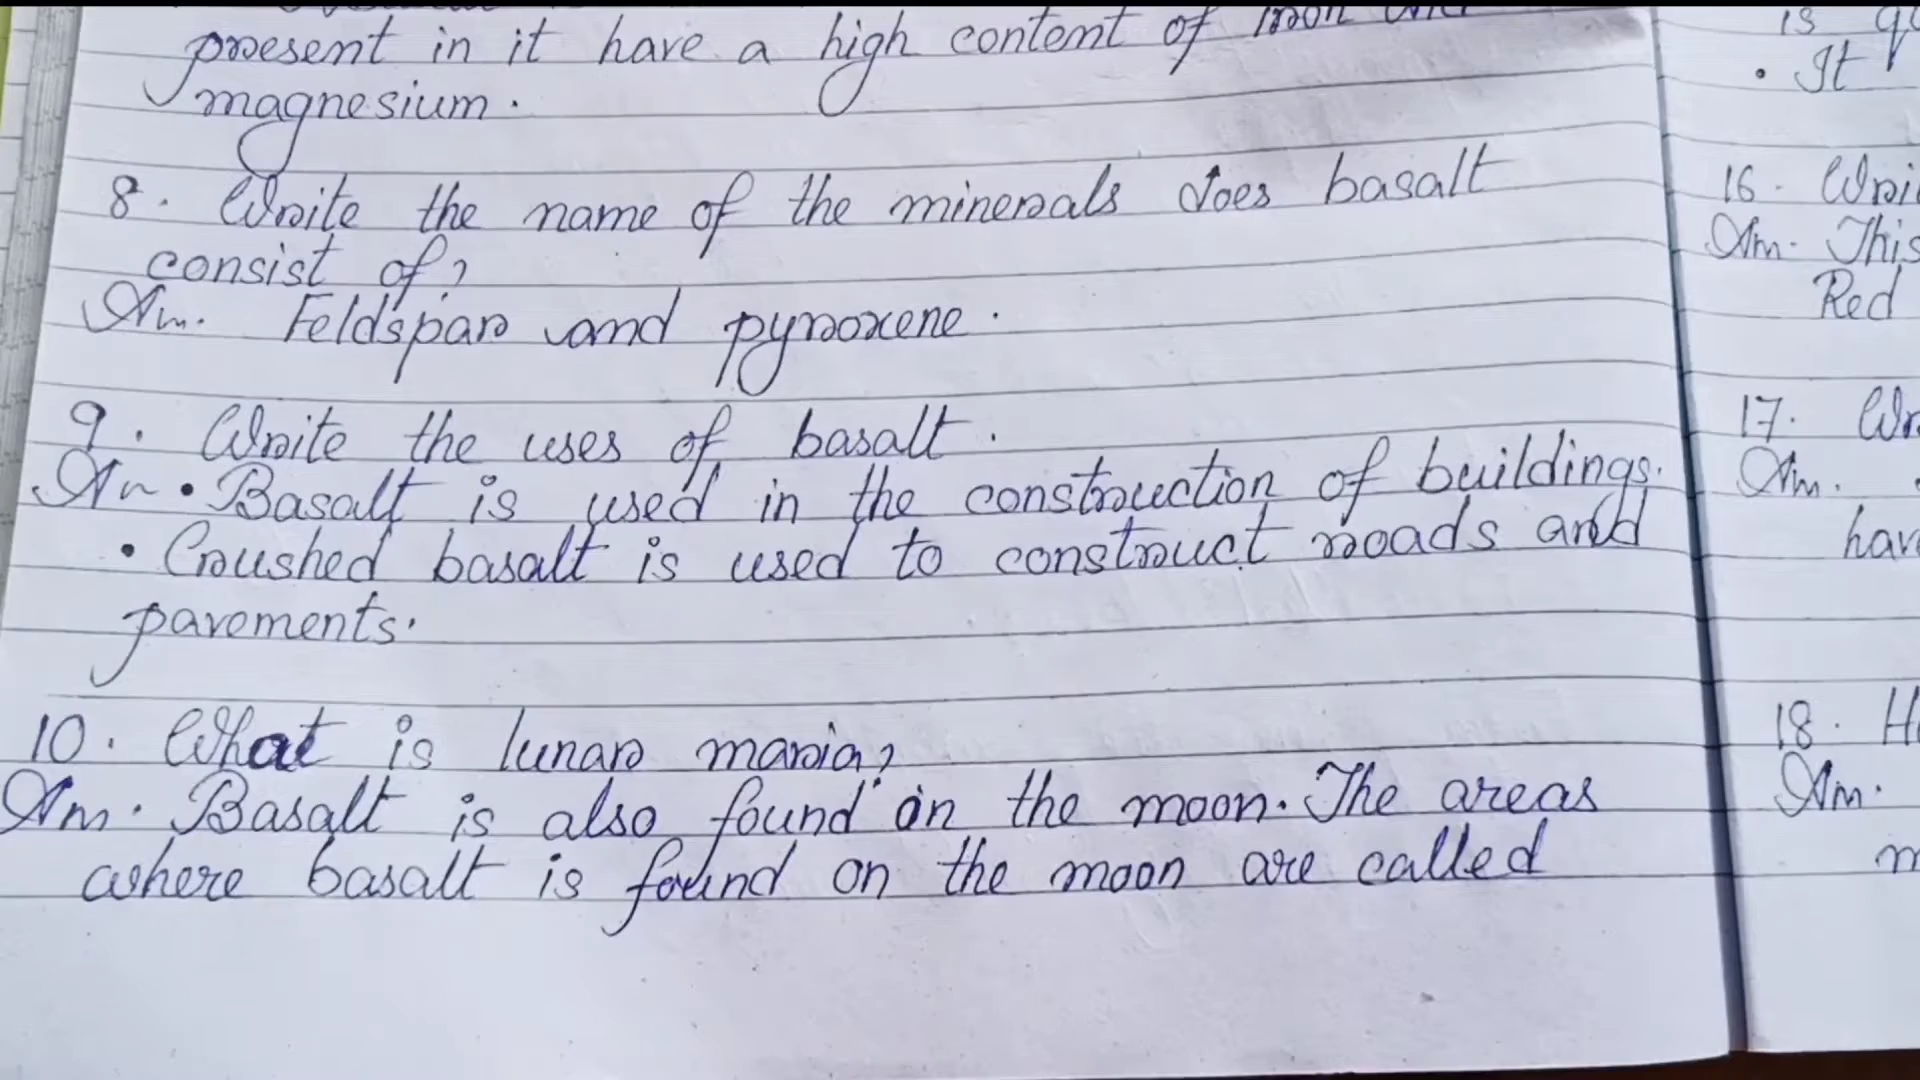 present in it have a high content of iron
magnesium.
8. Write the name of the minerals does basalt
consist of?
Ans. Feldspar and pyroxene.
9. Write the uses of basalt.
An • Basalt is used in the construction of buildings.
• Crushed basalt is used to construct roads and
pavements.
10. What is lunar maria?
Ans. Basalt is also found on the moon. The areas
where basalt is found on the moon are called
is
• It
16. Wri
Ans. This
Red
17. Wr
Ans.
hav
18. H
Ans.
m